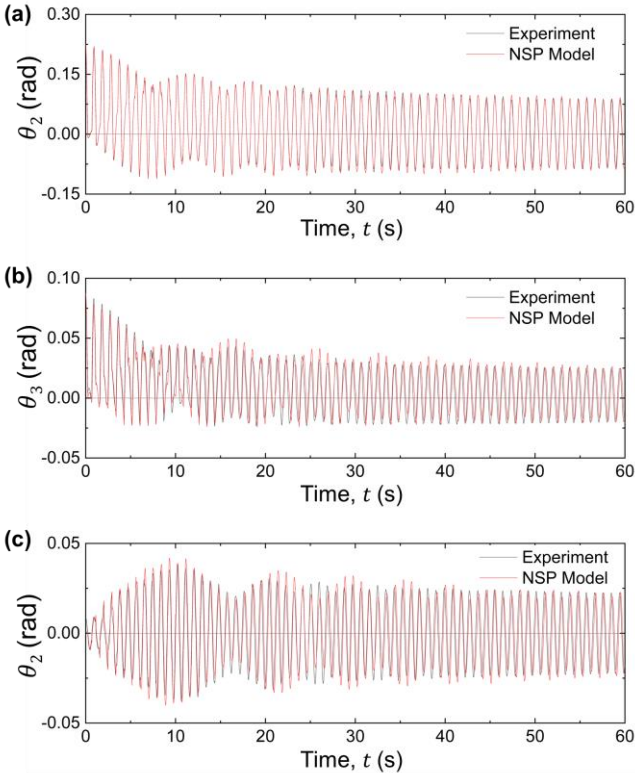 (a)
0.30
0.15
0.00
-0.15
θ2 (rad)
Experiment
NSP Model
0 10 20 30 40 50 60
Time, t (s)
(b)
0.10
0.05
0.00
-0.05
θ3 (rad)
Experiment
NSP Model
0 10 20 30 40 50 60
Time, t (s)
(c)
0.05
0.00
-0.05
θ2 (rad)
Experiment
NSP Model
0 10 20 30 40 50 60
Time, t (s)